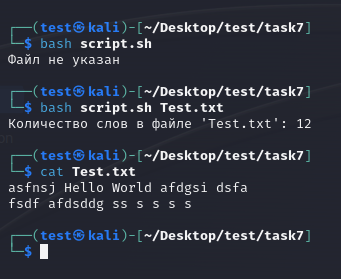 ┌──(test㉿kali)-[~/Desktop/test/task7]
└─$ bash script.sh
Файл не указан
┌──(test㉿kali)-[~/Desktop/test/task7]
└─$ bash script.sh Test.txt
Количество слов в файле 'Test.txt': 12
┌──(test㉿kali)-[~/Desktop/test/task7]
└─$ cat Test.txt
asfnsj Hello World afdgsi dsfa
fsdf afdsddg ss s s s s
┌──(test㉿kali)-[~/Desktop/test/task7]
└─$